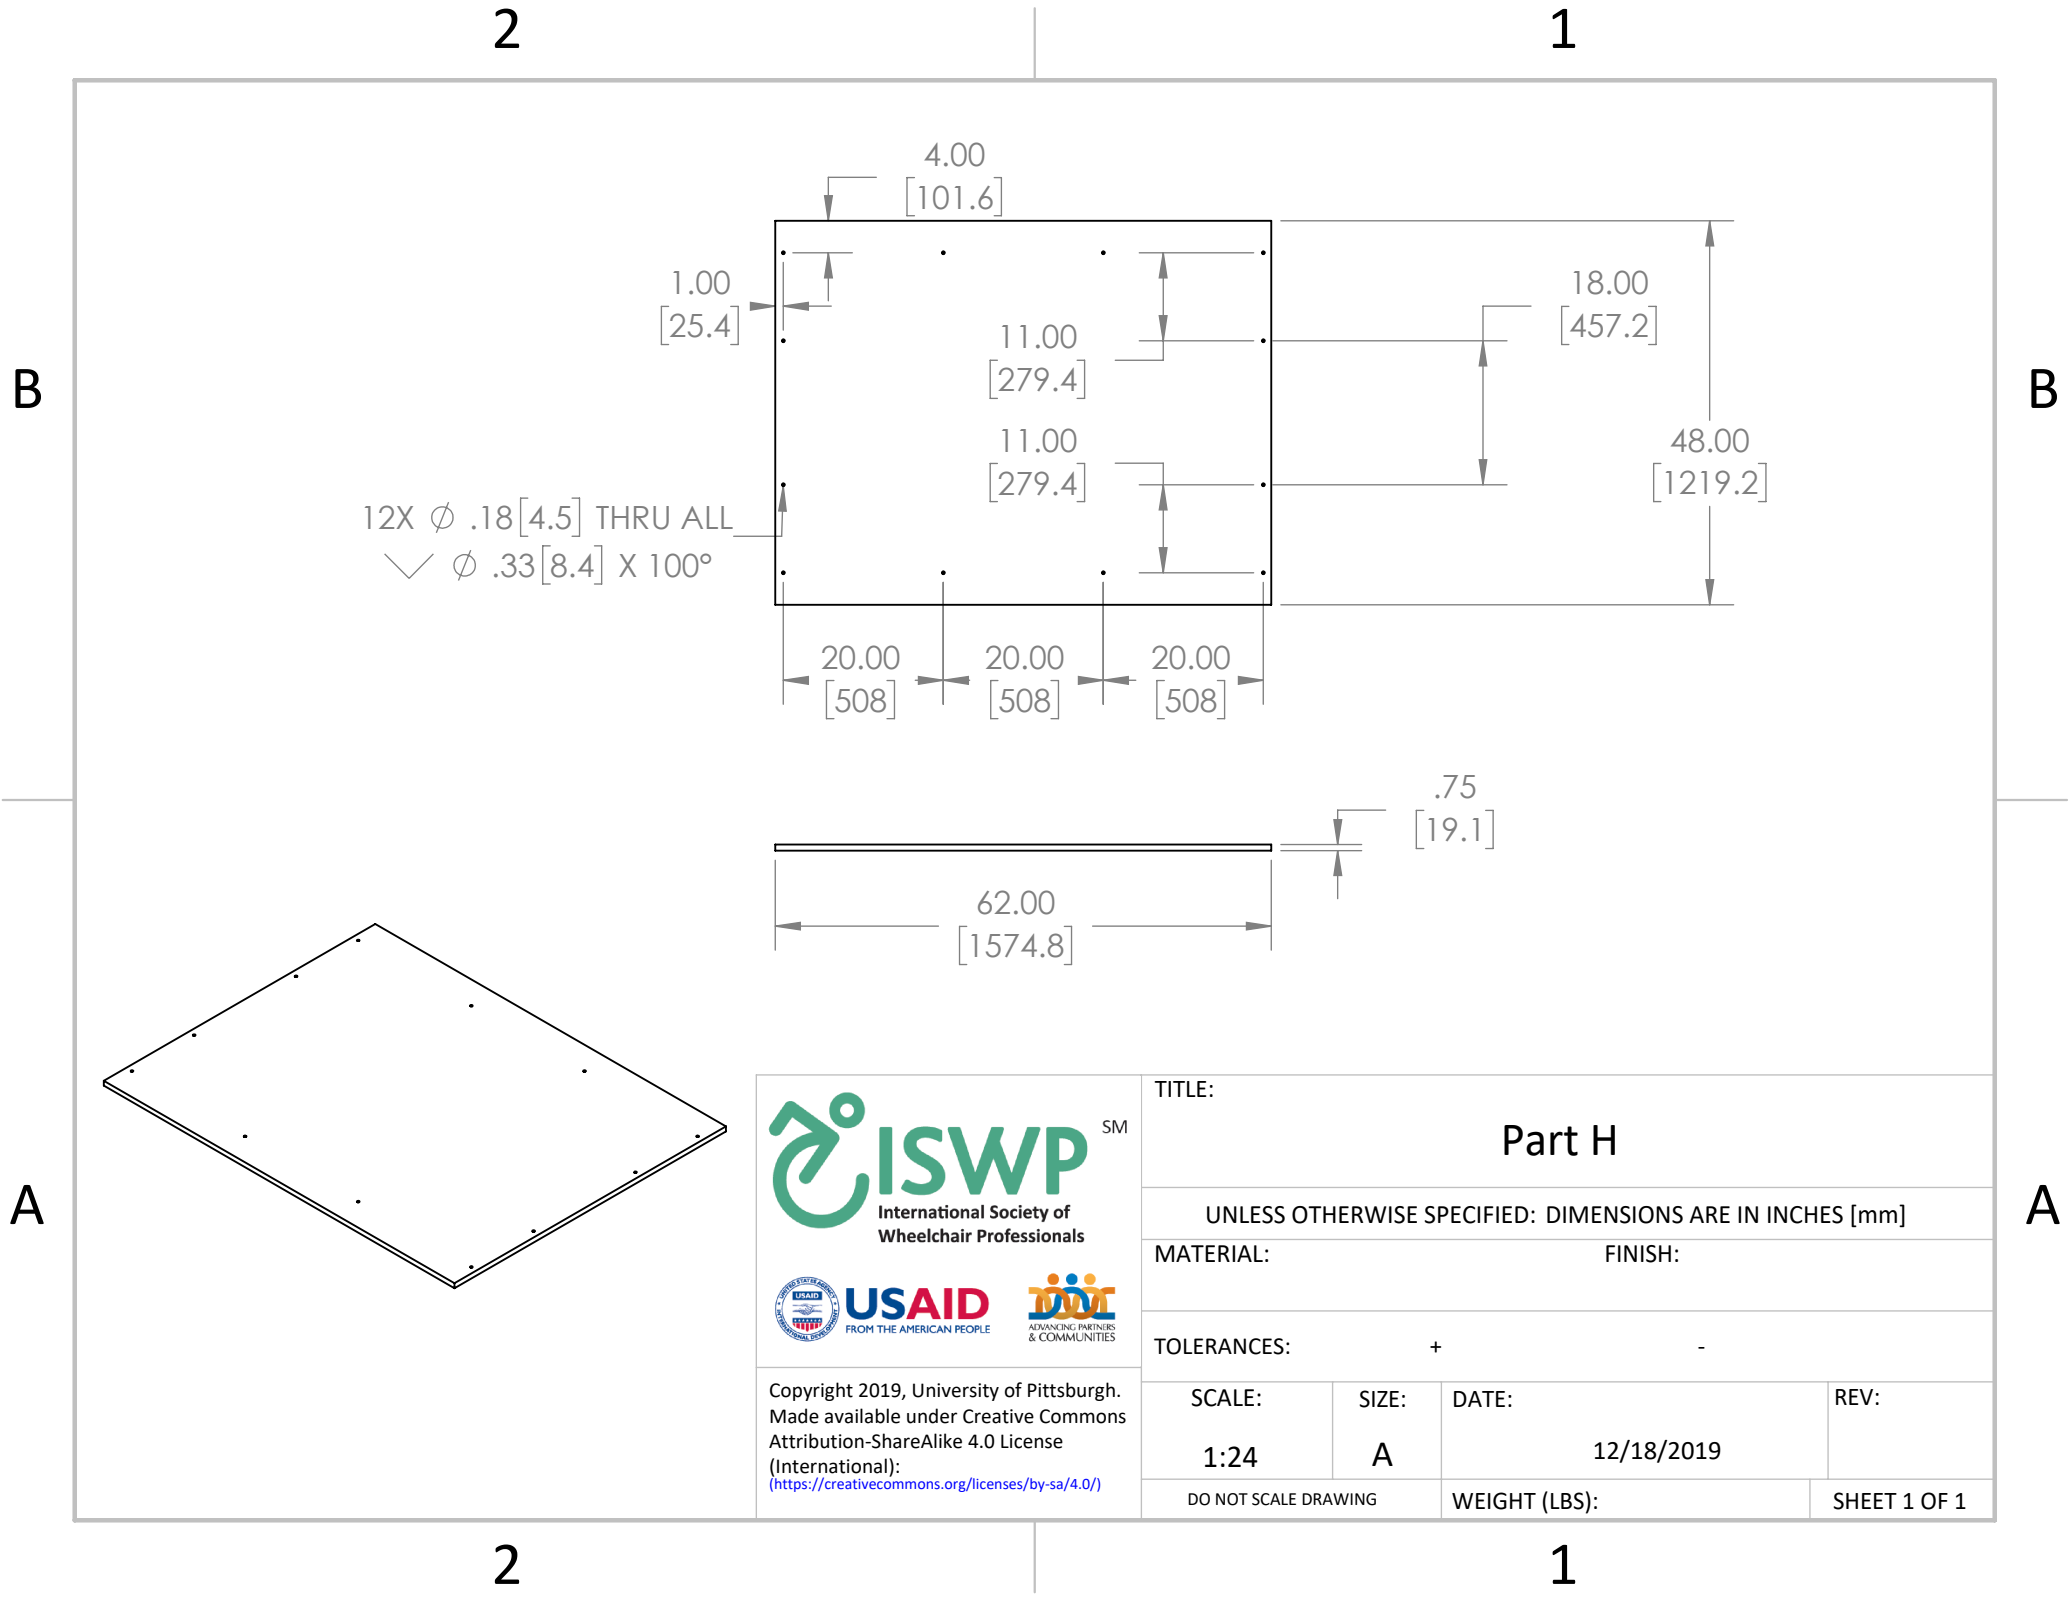 2
1
4.00
[101.6]
1.00
[25.4]
18.00
[457.2]
11.00
[279.4]
B
B
11.00
[279.4]
48.00
[1219.2]
12X ∅ .18[4.5] THRU ALL
∅ .33[8.4] X 100°
20.00
[508]
20.00
[508]
20.00
[508]
.75
[19.1]
62.00
[1574.8]
A
A
ISWP SM
International Society of
Wheelchair Professionals
UNITED STATES AGENCY
USAID
INTERNATIONAL DEVELOPMENT
USAID
FROM THE AMERICAN PEOPLE
ADVANCING PARTNERS
& COMMUNITIES
Copyright 2019, University of Pittsburgh.
Made available under Creative Commons
Attribution-ShareAlike 4.0 License
(International):
(https://creativecommons.org/licenses/by-sa/4.0/)
TITLE:
Part H
UNLESS OTHERWISE SPECIFIED: DIMENSIONS ARE IN INCHES [mm]
MATERIAL: FINISH:
TOLERANCES: + -
SCALE:
1:24
SIZE:
A
DATE:
12/18/2019
REV:
DO NOT SCALE DRAWING
WEIGHT (LBS):
SHEET 1 OF 1
2
1